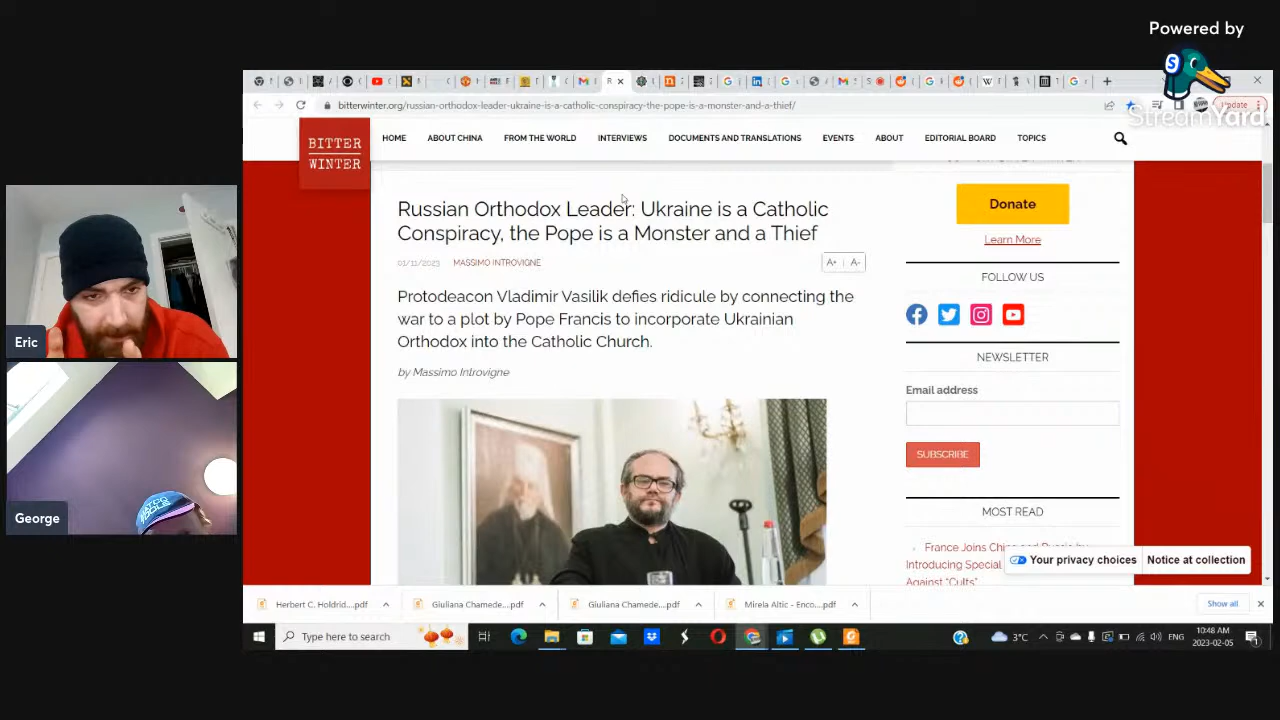 Powered by
StreamYard
bitterwinter.org/russian-orthodox-leader-ukraine-is-a-catholic-conspiracy-the-pope-is-a-monster-and-a-thief/
Update
BITTER
WINTER
HOME
ABOUT CHINA
FROM THE WORLD
INTERVIEWS
DOCUMENTS AND TRANSLATIONS
EVENTS
ABOUT
EDITORIAL BOARD
TOPICS
Russian Orthodox Leader: Ukraine is a Catholic
Conspiracy, the Pope is a Monster and a Thief
01/11/2023 MASSIMO INTROVIGNE
A+ A-
Protodeacon Vladimir Vasilik defies ridicule by connecting the
war to a plot by Pope Francis to incorporate Ukrainian
Orthodox into the Catholic Church.
by Massimo Introvigne
Donate
Learn More
FOLLOW US
NEWSLETTER
Email address
SUBSCRIBE
MOST READ
France Joins China and Russia by
Introducing Special
Against "Cults"
Your privacy choices
Notice at collection
Eric
George
Herbert C. Holdrid....pdf
Giuliana Chamede....pdf
Giuliana Chamede....pdf
Mirela Altic - Enco....pdf
Show all
Type here to search
3°C
ENG
10:48 AM
2023-02-05